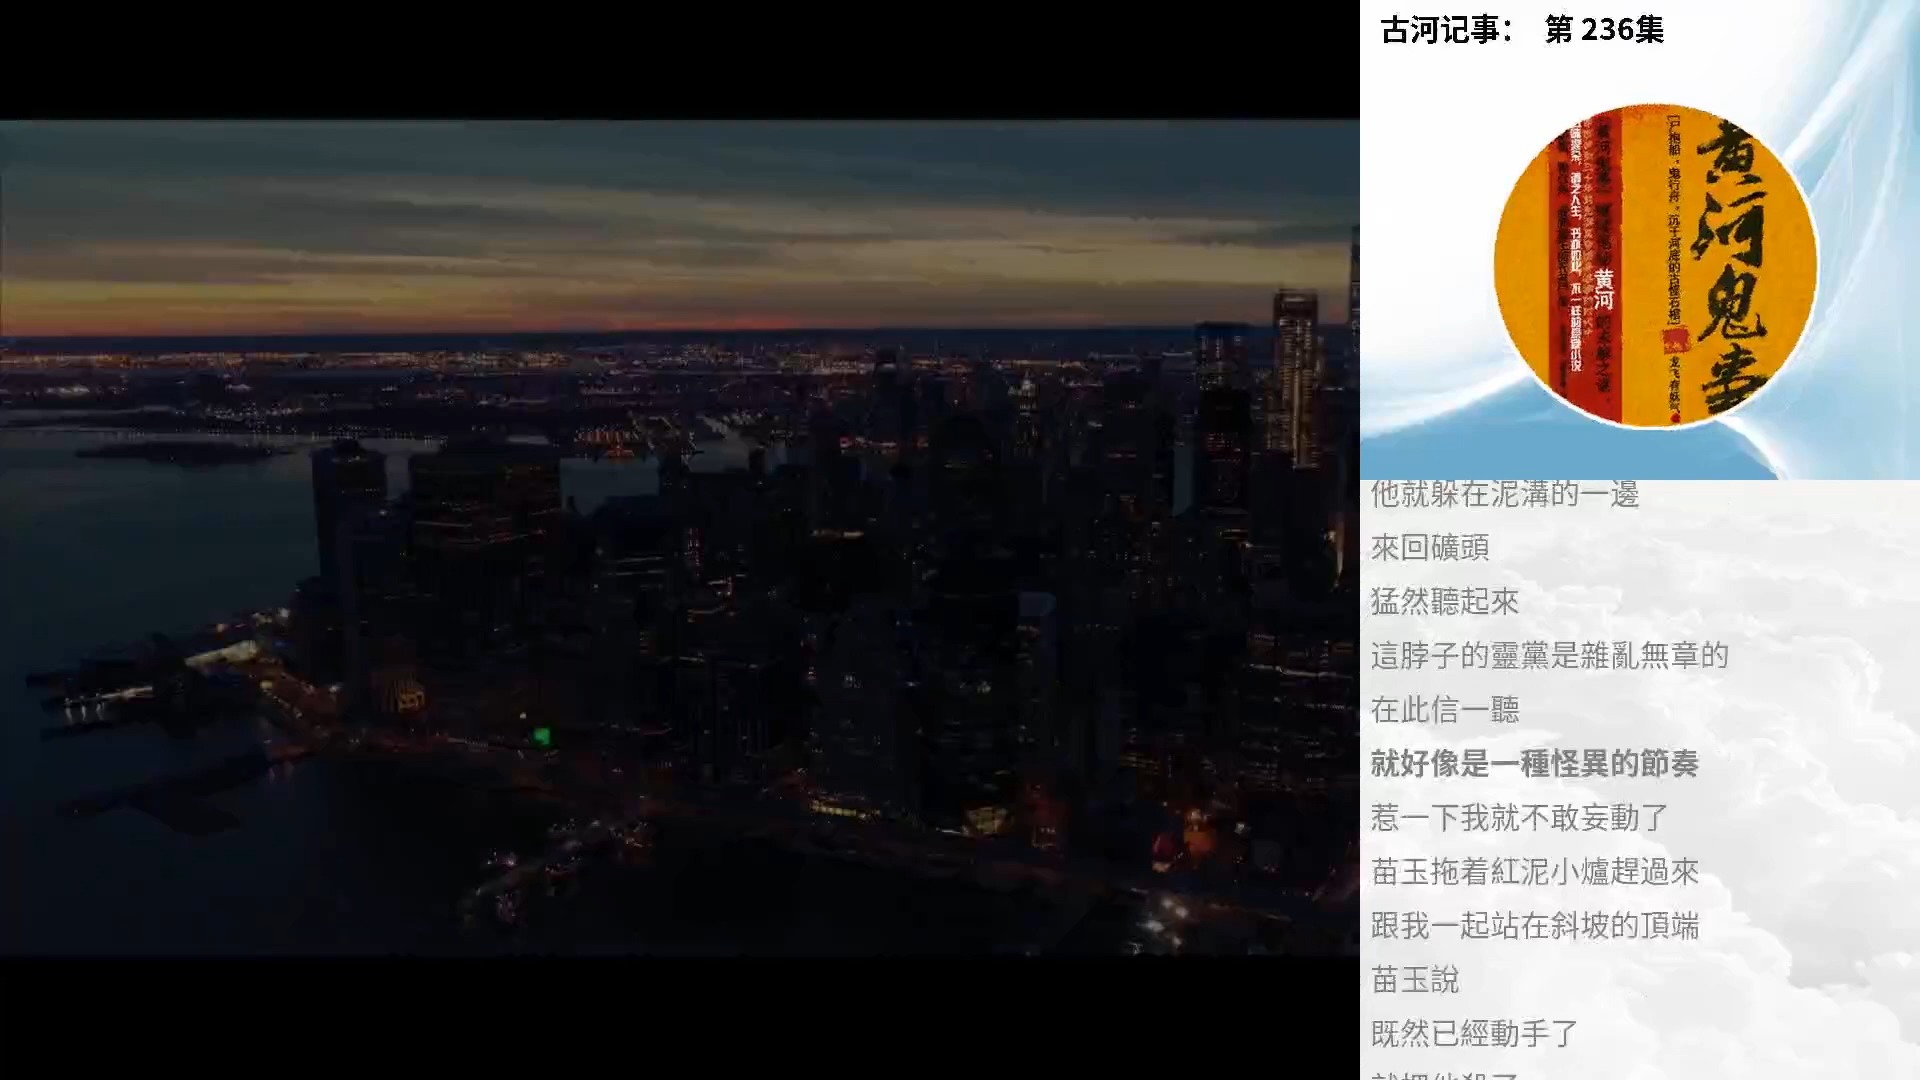 古河记事： 第 236集
黄河鬼事
黄河
他就躲在泥溝的一邊
來回礦頭
猛然聽起來
這脖子的靈黨是雜亂無章的
在此信一聽
就好像是一種怪異的節奏
惹一下我就不敢妄動了
苗玉拖着紅泥小爐趕過來
跟我一起站在斜坡的頂端
苗玉說
既然已經動手了